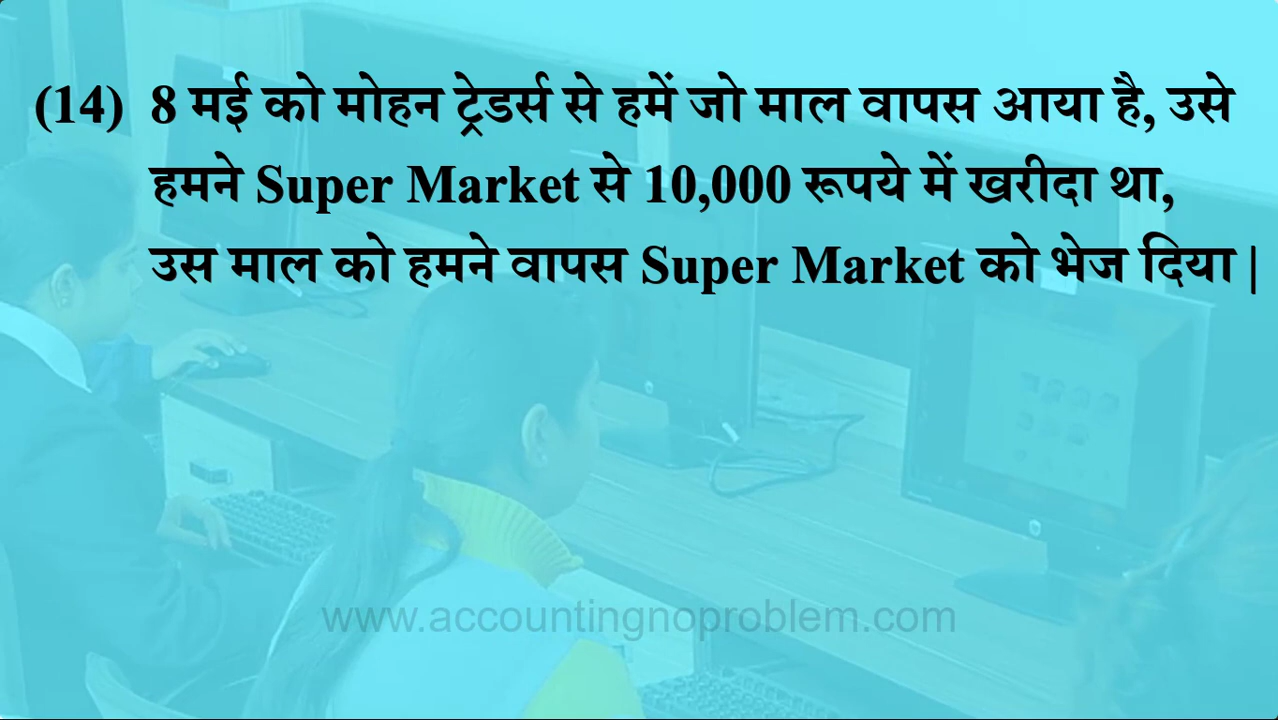 (14) 8 मई को मोहन ट्रेडर्स से हमें जो माल वापस आया है, उसे
हमने Super Market से 10,000 रूपये में खरीदा था,
उस माल को हमने वापस Super Market को भेज दिया |
www.accountingnoproblem.com